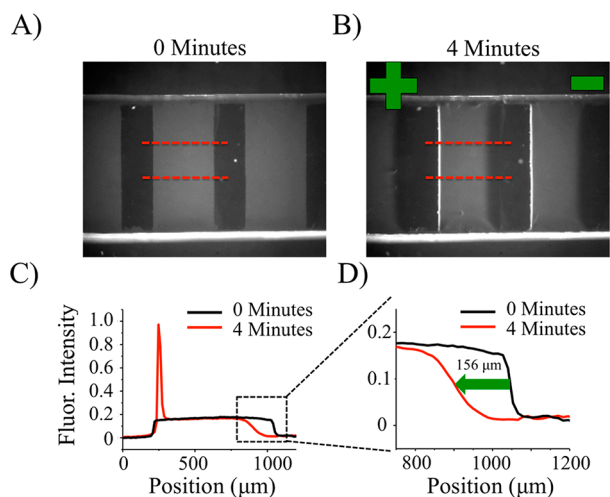 A)
B)
0 Minutes
4 Minutes
C)
D)
Fluor. Intensity
1.0
0.8
0.6
0.4
0.2
0
0 Minutes
4 Minutes
0
500
1000
Position (μm)
0.2
0.1
0
0 Minutes
4 Minutes
156 μm
800
1000
1200
Position (μm)